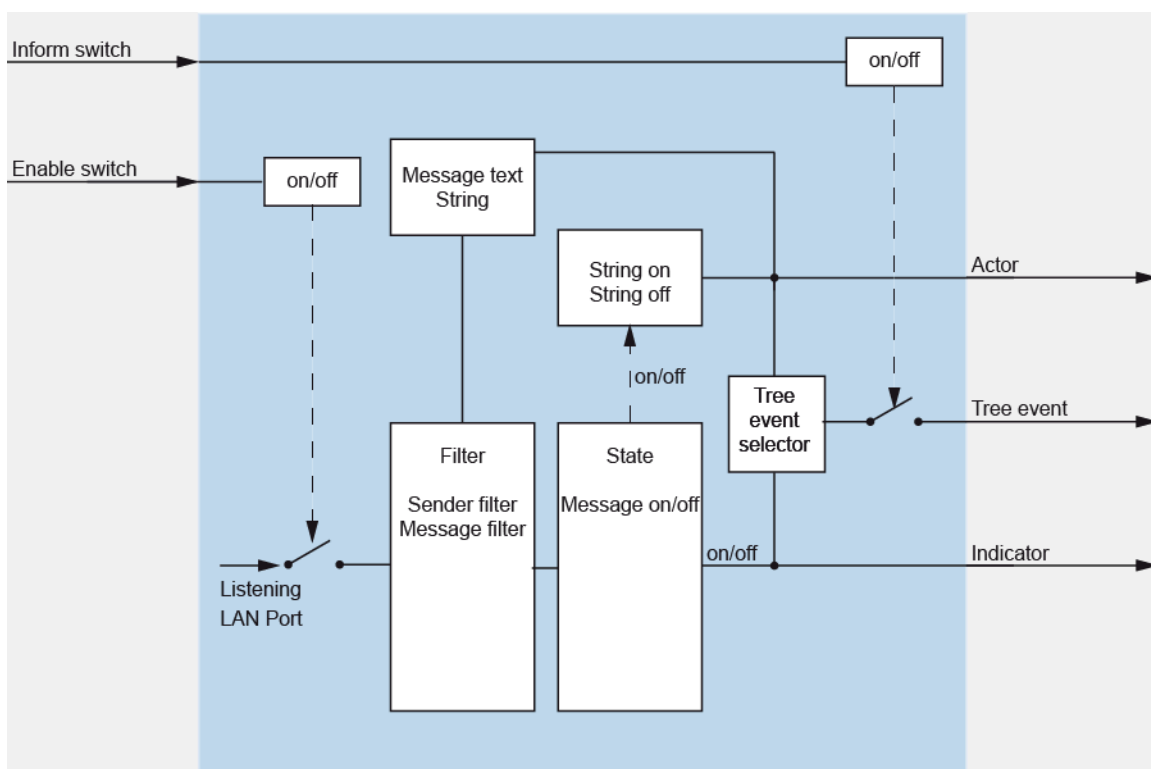 Inform switch
on/off
Enable switch
on/off
Message text
String
String on
String off
Actor
on/off
Tree
event
selector
Tree event
Filter
Sender filter
Message filter
State
Message on/off
on/off
Indicator
Listening
LAN Port